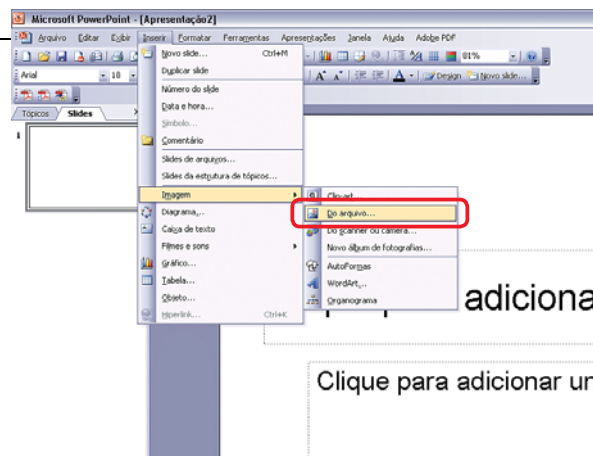 Microsoft PowerPoint - [Apresentação2]
Arquivo Editar Exibir Inserir Formatar Ferramentas Apresentações Janela Ajuda Adobe PDF
81%
Arial 18 Design Novo slide...
Tópicos Slides
1
Novo slide... Ctrl+M
Duplicar slide
Número do slide
Data e hora...
Símbolo...
Comentário
Slides de arquivos...
Slides da estrutura de tópicos...
Imagem
Diagrama...
Caixa de texto
Filmes e sons
Gráfico...
Tabela...
Objeto...
Hiperlink... Ctrl+K
Clip-art...
Do arquivo...
Do scanner ou câmera...
Novo álbum de fotografias...
AutoFormas
WordArt...
Organograma
adiciona
Clique para adicionar un